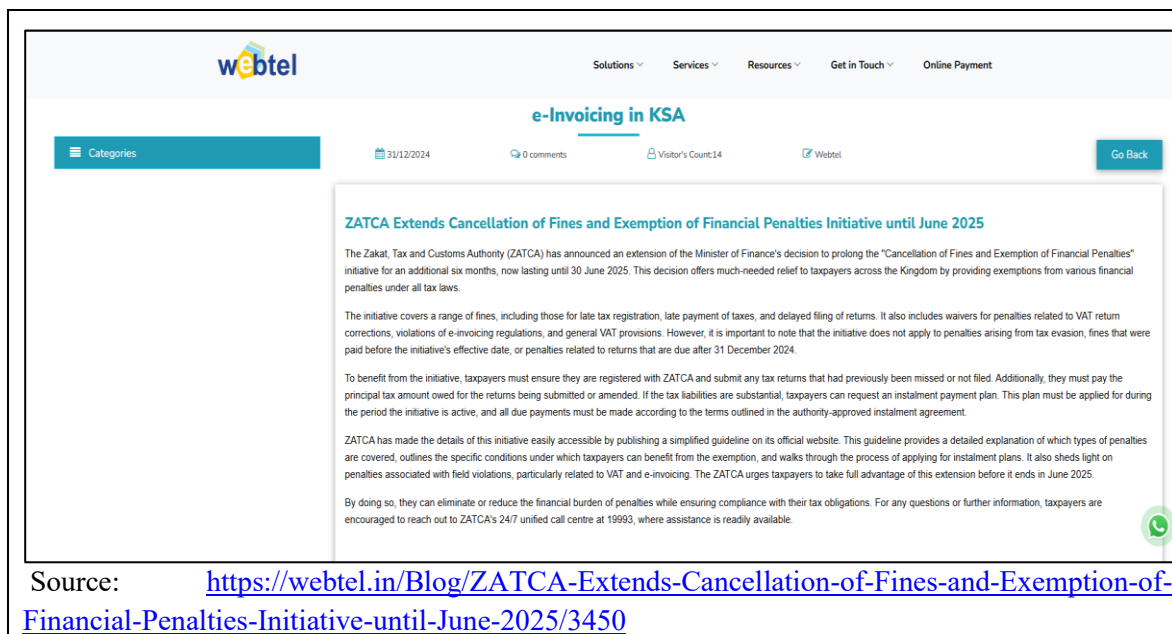 webtel
Solutions Services Resources Get in Touch Online Payment
e-Invoicing in KSA
Categories
31/12/2024 0 comments Visitor's Count:14 Webtel
Go Back
ZATCA Extends Cancellation of Fines and Exemption of Financial Penalties Initiative until June 2025
The Zakat, Tax and Customs Authority (ZATCA) has announced an extension of the Minister of Finance's decision to prolong the "Cancellation of Fines and Exemption of Financial Penalties"
initiative for an additional six months, now lasting until 30 June 2025. This decision offers much-needed relief to taxpayers across the Kingdom by providing exemptions from various financial
penalties under all tax laws.
The initiative covers a range of fines, including those for late tax registration, late payment of taxes, and delayed filing of returns. It also includes waivers for penalties related to VAT return
corrections, violations of e-invoicing regulations, and general VAT provisions. However, it is important to note that the initiative does not apply to penalties arising from tax evasion, fines that were
paid before the initiative's effective date, or penalties related to returns that are due after 31 December 2024.
To benefit from the initiative, taxpayers must ensure they are registered with ZATCA and submit any tax returns that had previously been missed or not filed. Additionally, they must pay the
principal tax amount owed for the returns being submitted or amended. If the tax liabilities are substantial, taxpayers can request an instalment payment plan. This plan must be applied for during
the period the initiative is active, and all due payments must be made according to the terms outlined in the authority-approved instalment agreement.
ZATCA has made the details of this initiative easily accessible by publishing a simplified guideline on its official website. This guideline provides a detailed explanation of which types of penalties
are covered, outlines the specific conditions under which taxpayers can benefit from the exemption, and walks through the process of applying for instalment plans. It also sheds light on
penalties associated with field violations, particularly related to VAT and e-invoicing. The ZATCA urges taxpayers to take full advantage of this extension before it ends in June 2025.
By doing so, they can eliminate or reduce the financial burden of penalties while ensuring compliance with their tax obligations. For any questions or further information, taxpayers are
encouraged to reach out to ZATCA's 24/7 unified call centre at 19993, where assistance is readily available.
Source: https://webtel.in/Blog/ZATCA-Extends-Cancellation-of-Fines-and-Exemption-of-
Financial-Penalties-Initiative-until-June-2025/3450